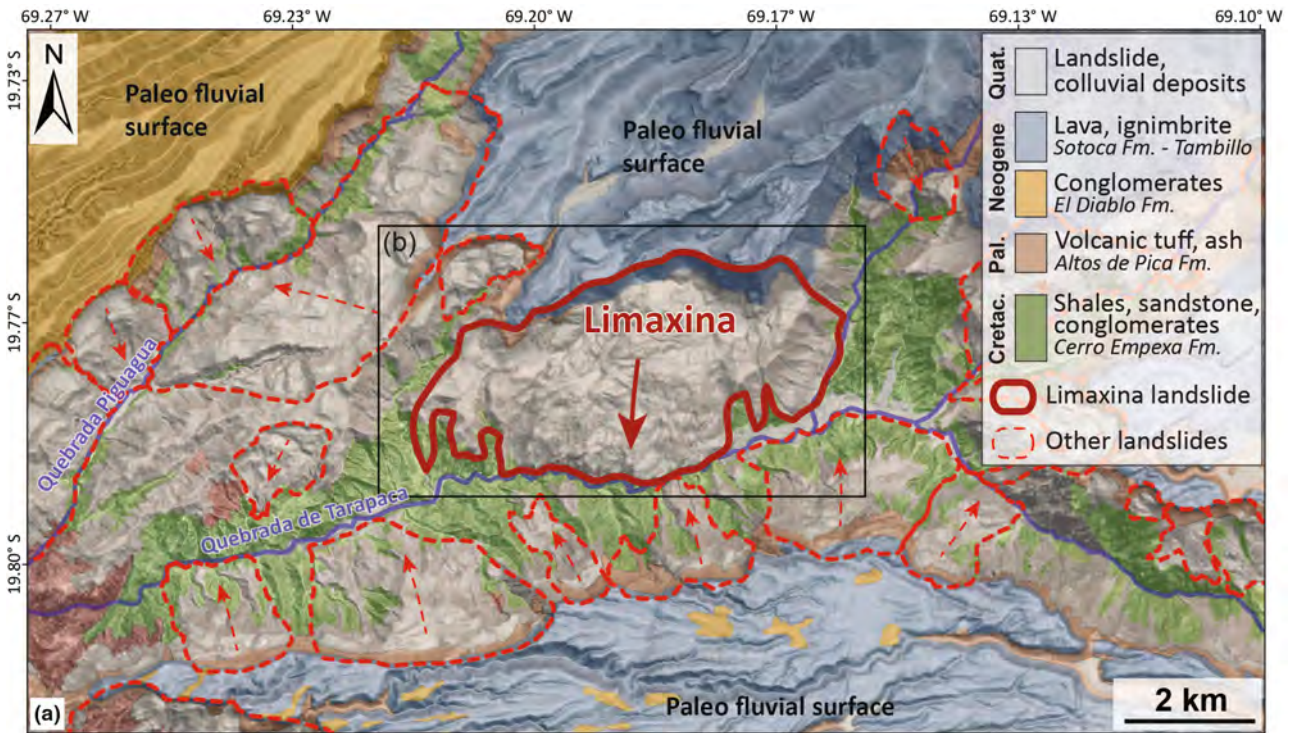 69.27° W
69.23° W
69.20° W
69.17° W
69.13° W
69.10° W
19.73° S
19.77° S
19.80° S
N
Paleo fluvial
surface
Paleo fluvial
surface
(b)
Limaxina
Quebrada Piguagua
Quebrada de Tarapaca
Paleo fluvial surface
(a)
2 km
Quat.
Landslide,
colluvial deposits
Neogene
Lava, ignimbrite
Sotoca Fm. - Tambillo
Conglomerates
El Diablo Fm.
Pal.
Volcanic tuff, ash
Altos de Pica Fm.
Cretac.
Shales, sandstone,
conglomerates
Cerro Empexa Fm.
Limaxina landslide
Other landslides